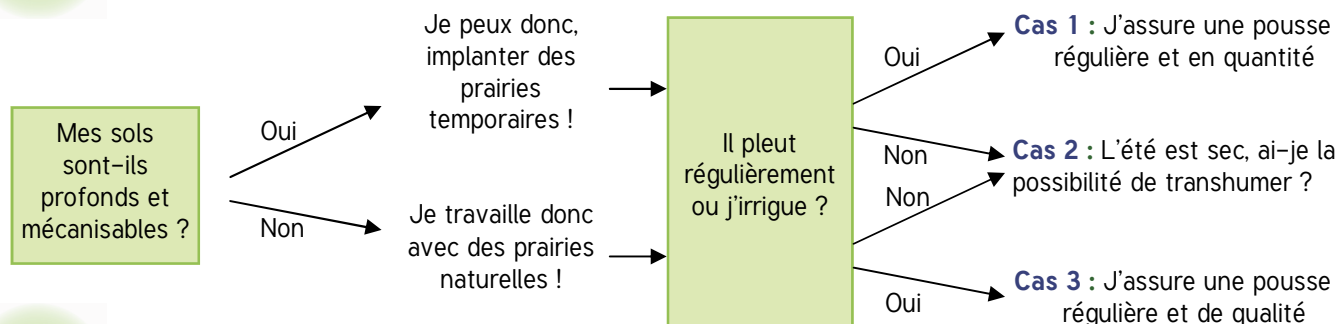 Mes sols
sont-ils
profonds et
mécanisables ?
Oui
Non
Je peux donc,
implanter des
prairies
temporaires !
Je travaille donc
avec des prairies
naturelles !
Il pleut
régulièrement
ou j'irrigue ?
Oui
Non
Non
Oui
Cas 1 : J'assure une pousse
régulière et en quantité
Cas 2 : L'été est sec, ai-je la
possibilité de transhumer ?
Cas 3 : J'assure une pousse
régulière et de qualité